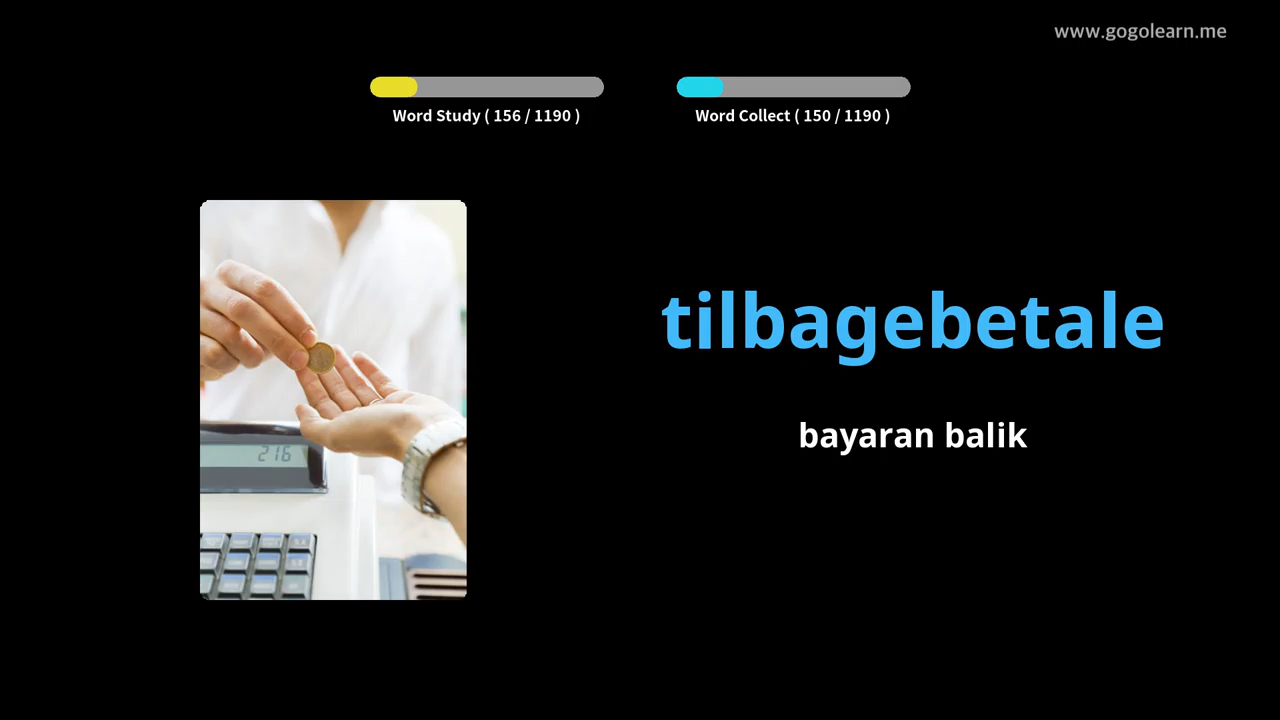 www.gogolearn.me
Word Study ( 156 / 1190 )
Word Collect ( 150 / 1190 )
tilbagebetale
bayaran balik
216